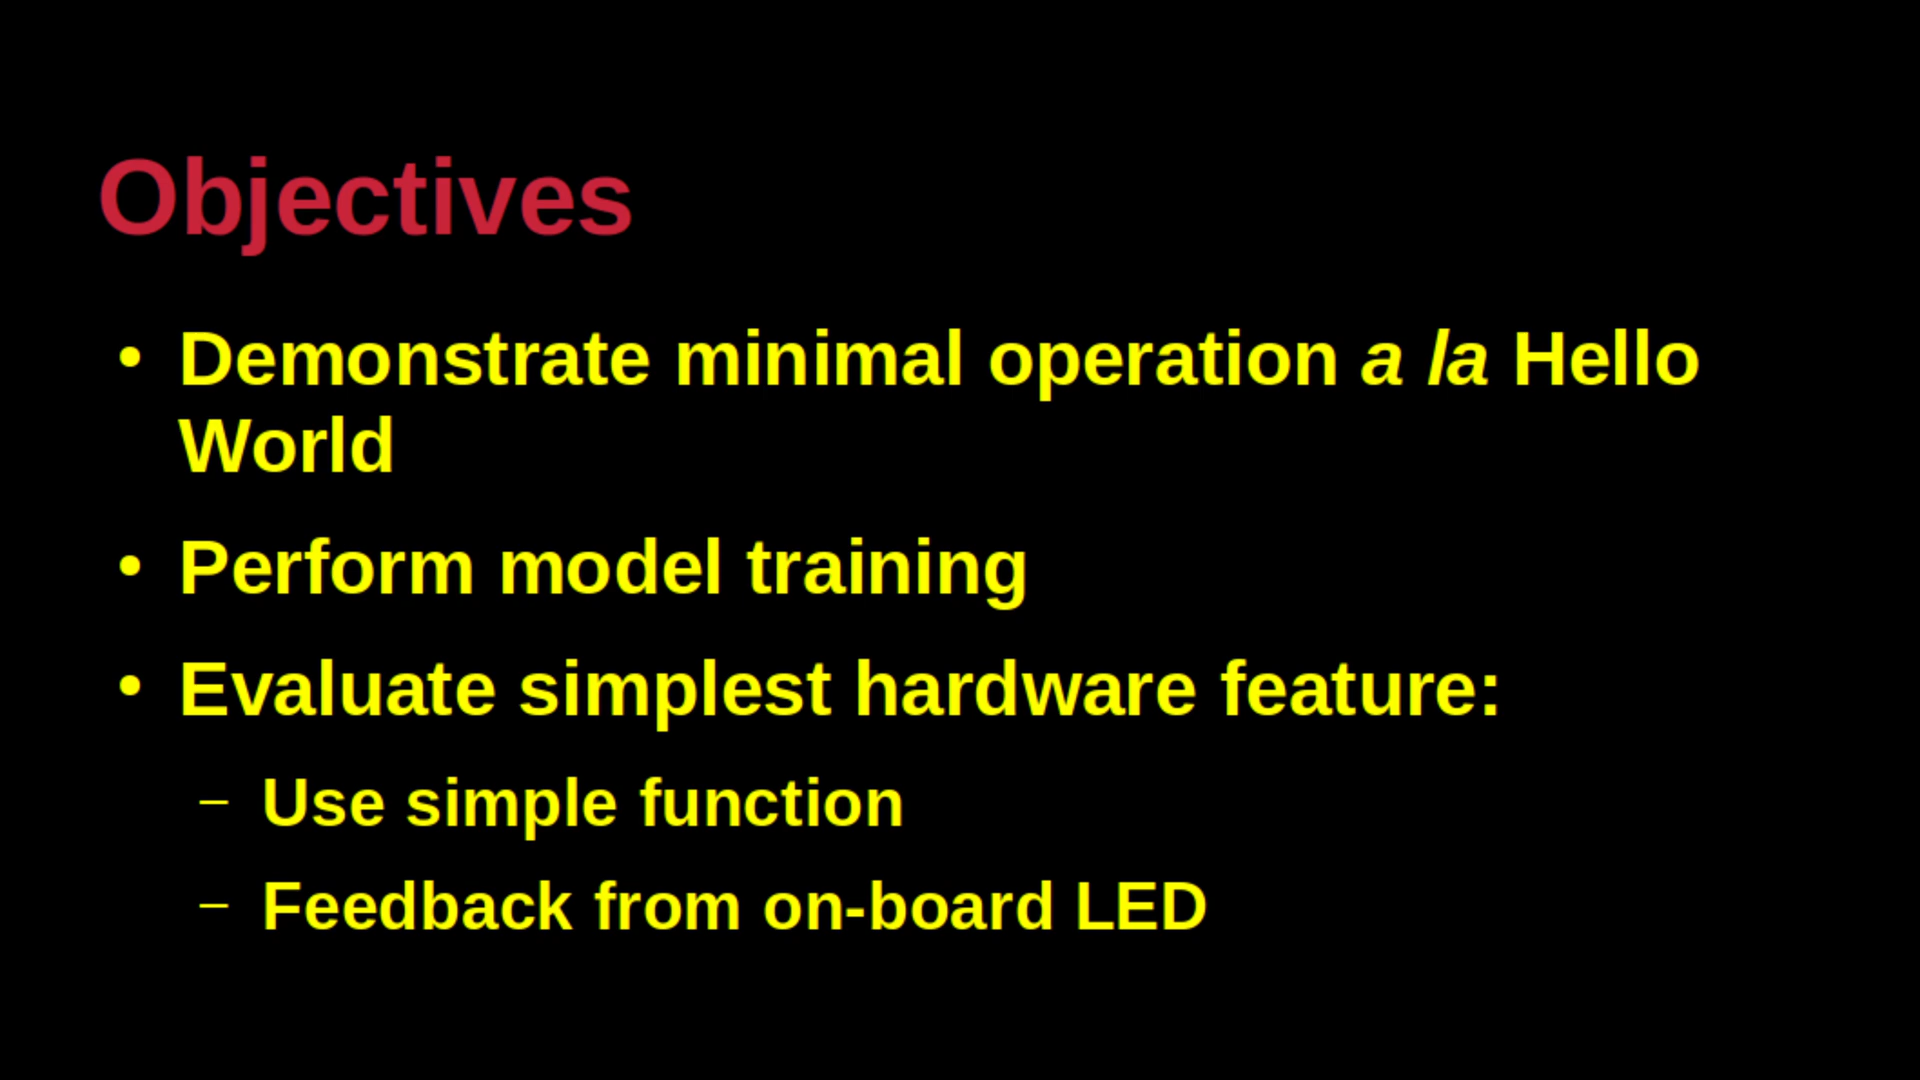 Objectives
• Demonstrate minimal operation a la Hello
World
• Perform model training
• Evaluate simplest hardware feature:
– Use simple function
– Feedback from on-board LED